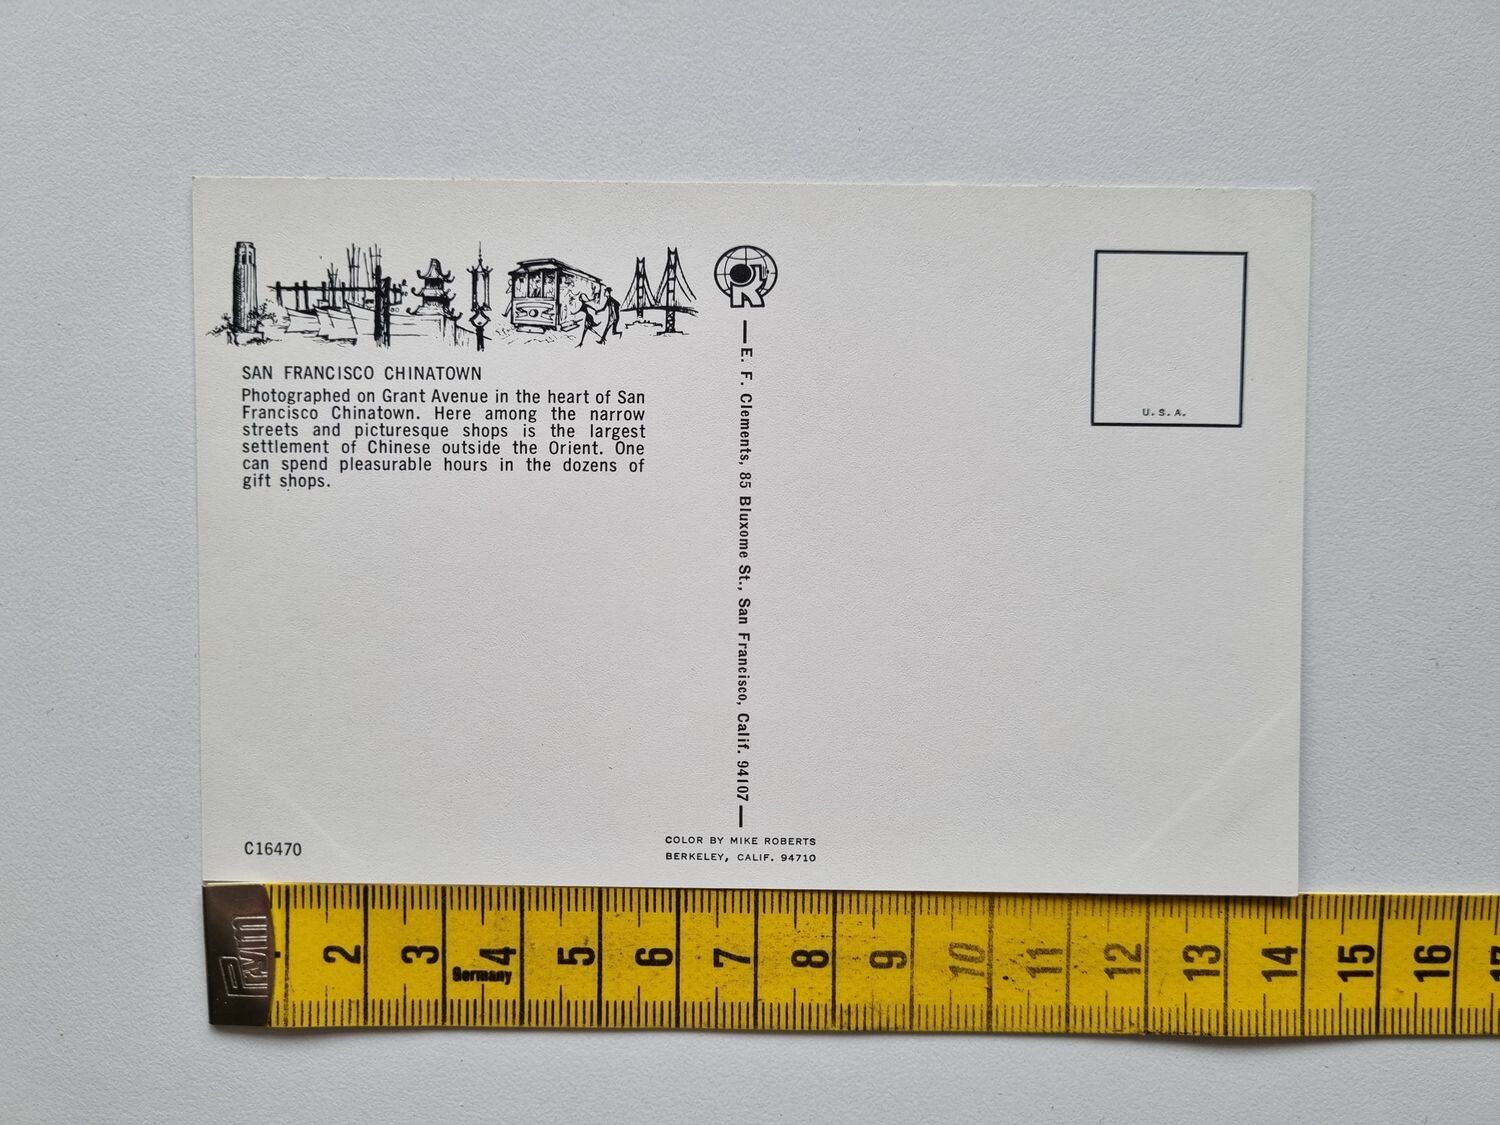 SAN FRANCISCO CHINATOWN
Photographed on Grant Avenue in the heart of San
Francisco Chinatown. Here among the narrow
streets and picturesque shops is the largest
settlement of Chinese outside the Orient. One
can spend pleasurable hours in the dozens of
gift shops.
C16470
R
E. F. Clements, 85 Bluxome St., San Francisco, Calif. 94107
COLOR BY MIKE ROBERTS
BERKELEY, CALIF. 94710
U.S.A.
Prym
2 3 4 5 6 7 8 9 10 11 12 13 14 15 16 17
Germany